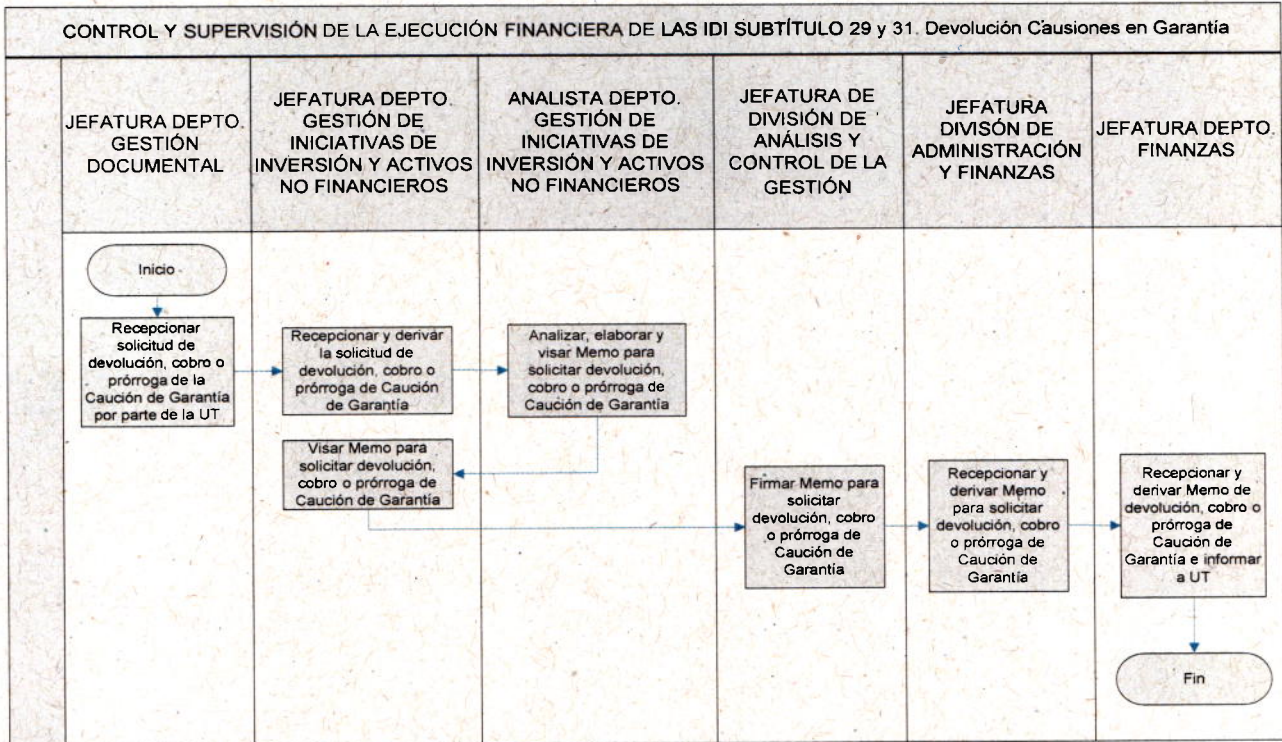 CONTROL Y SUPERVISIÓN DE LA EJECUCIÓN FINANCIERA DE LAS IDI SUBTÍTULO 29 y 31. Devolución Causiones en Garantía
JEFATURA DEPTO.
GESTIÓN
DOCUMENTAL
JEFATURA DEPTO.
GESTIÓN DE
INICIATIVAS DE
INVERSIÓN Y ACTIVOS
NO FINANCIEROS
ANALISTA DEPTO.
GESTIÓN DE
INICIATIVAS DE
INVERSIÓN Y ACTIVOS
NO FINANCIEROS
JEFATURA DE
DIVISIÓN DE
ANÁLISIS Y
CONTROL DE LA
GESTIÓN
JEFATURA
DIVISÓN DE
ADMINISTRACIÓN
Y FINANZAS
JEFATURA DEPTO.
FINANZAS
Inicio
Recepcionar
solicitud de
devolución, cobro o
prórroga de la
Caución de Garantía
por parte de la UT
Recepcionar y derivar
la solicitud de
devolución, cobro o
prórroga de Caución
de Garantía
Analizar, elaborar y
visar Memo para
solicitar devolución,
cobro o prórroga de
Caución de Garantía
Visar Memo para
solicitar devolución,
cobro o prórroga de
Caución de Garantía
Firmar Memo para
solicitar
devolución, cobro
o prórroga de
Caución de
Garantía
Recepcionar y
derivar Memo
para solicitar
devolución, cobro
o prórroga de
Caución de
Garantía
Recepcionar y
derivar Memo de
devolución, cobro o
prórroga de
Caución de
Garantía e informar
a UT
Fin